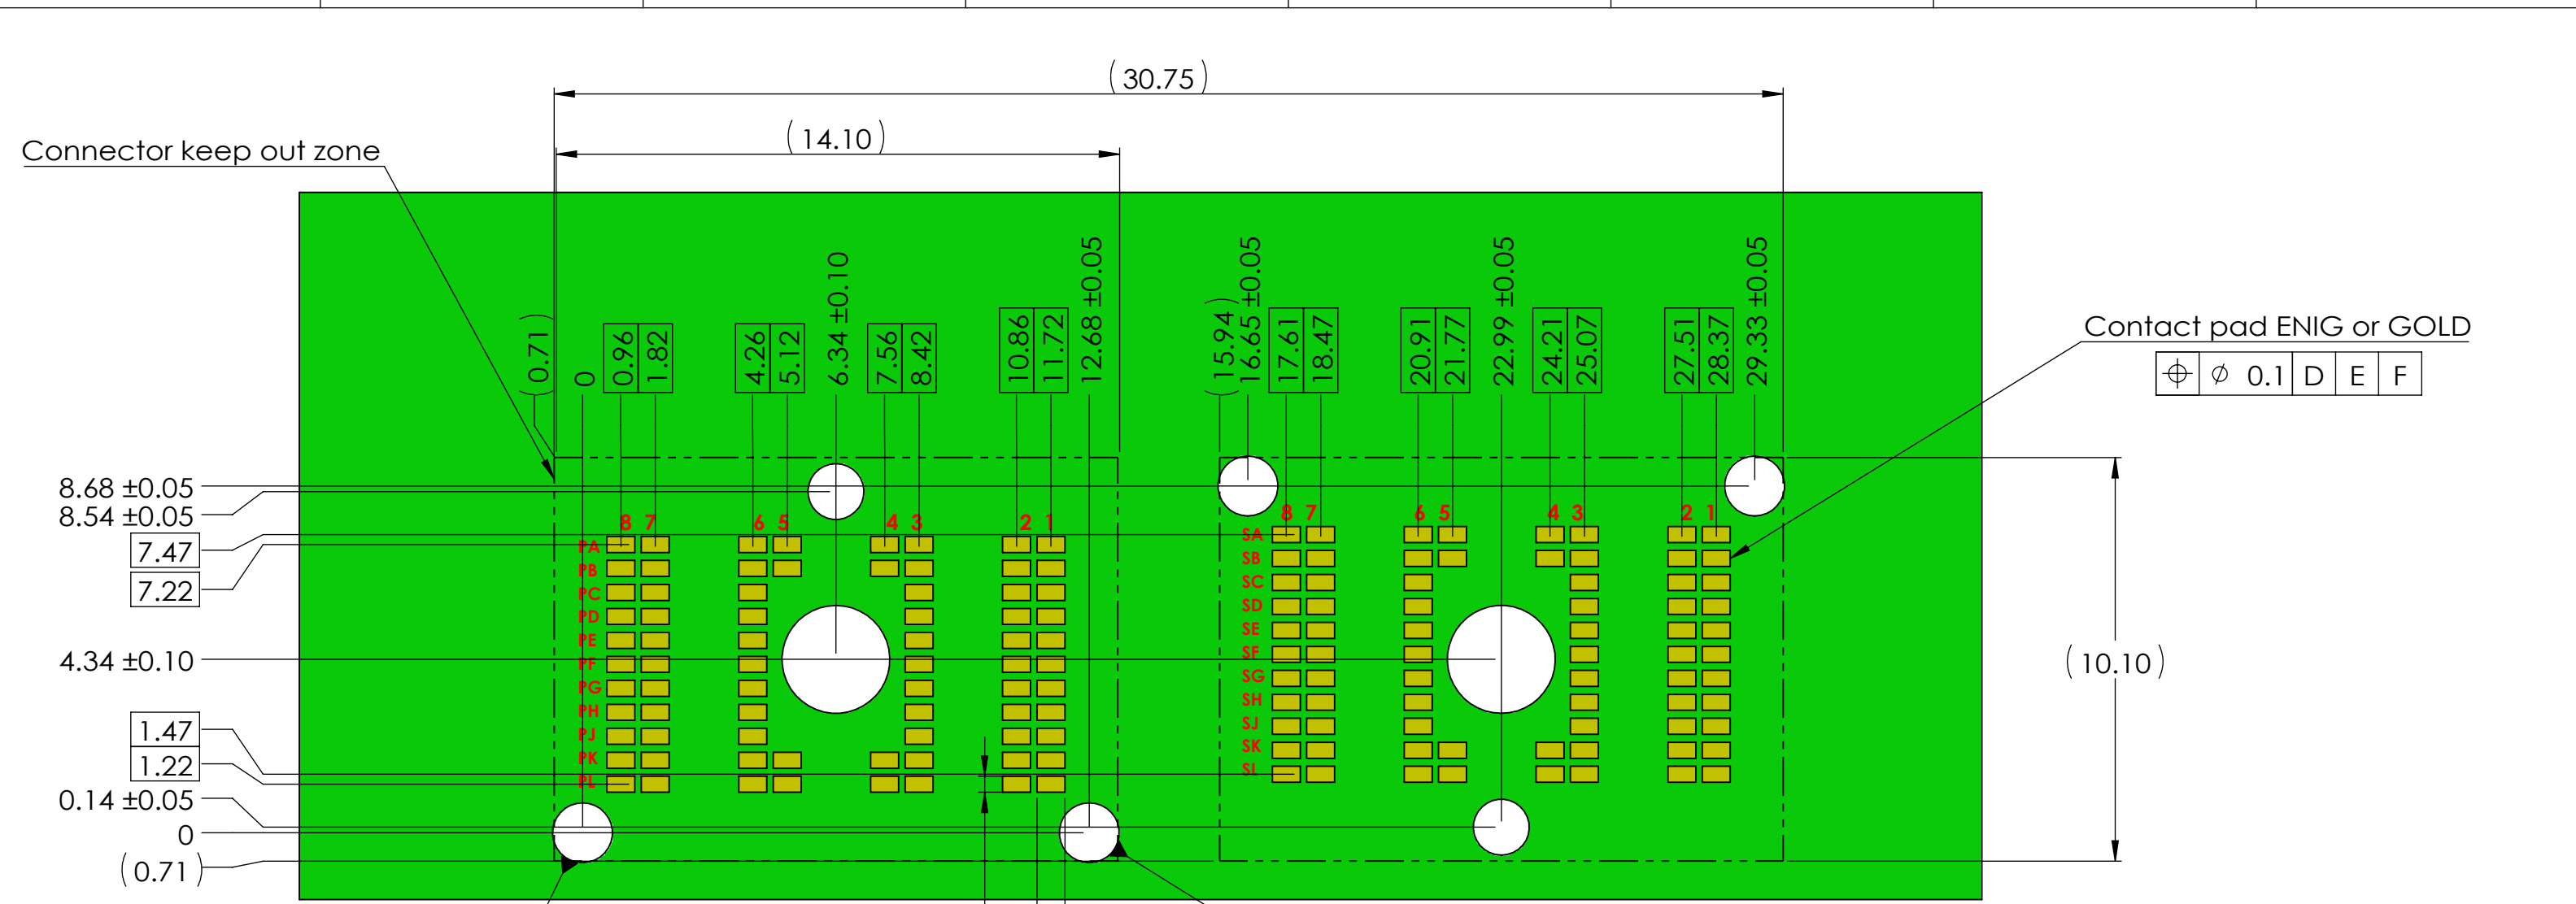 (30.75)
(14.10)
Connector keep out zone
(0.71)
0
0.96
1.82
4.26
5.12
6.34 ±0.10
7.56
8.42
10.86
11.72
12.68 ±0.05
(15.94)
16.65 ±0.05
17.61
18.47
20.91
21.77
22.99 ±0.05
24.21
25.07
27.51
28.37
29.33 ±0.05
Contact pad ENIG or GOLD
⌖ ⌀ 0.1 D E F
8.68 ±0.05
8.54 ±0.05
7.47
7.22
4.34 ±0.10
1.47
1.22
0.14 ±0.05
0
(0.71)
(10.10)
8 7 6 5 4 3 2 1
PA
PB
PC
PD
PE
PF
PG
PH
PJ
PK
PL
8 7 6 5 4 3 2 1
SA
SB
SC
SD
SE
SF
SG
SH
SJ
SK
SL